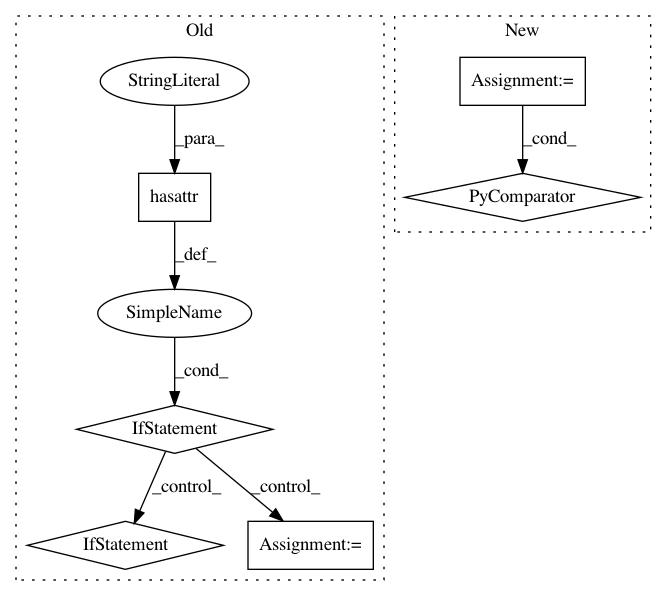 Old
StringLiteral
_para_
hasattr
_def_
SimpleName
_cond_
IfStatement
_control_
_control_
IfStatement
Assignment:=
New
Assignment:=
_cond_
PyComparator